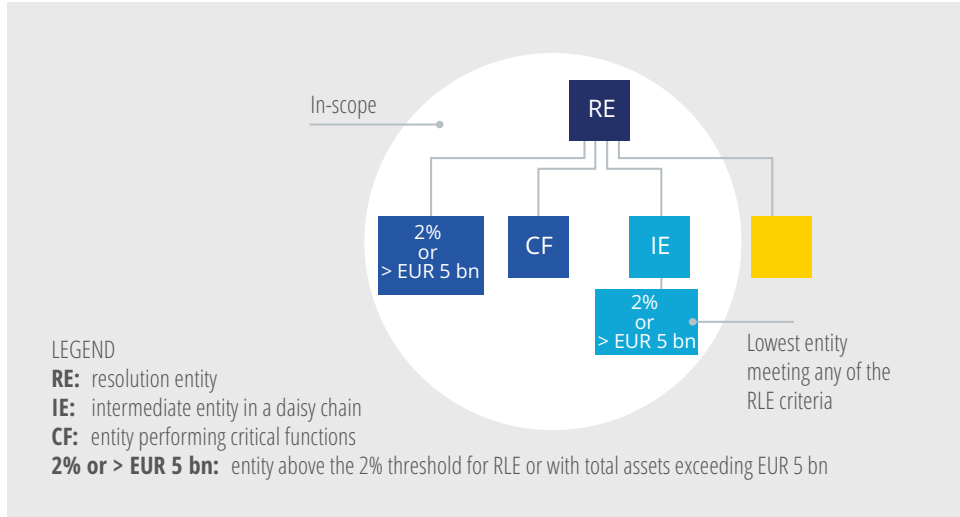 In-scope
RE
2%
or
> EUR 5 bn
CF
IE
2%
or
> EUR 5 bn
Lowest entity
meeting any of the
RLE criteria
LEGEND
RE: resolution entity
IE: intermediate entity in a daisy chain
CF: entity performing critical functions
2% or > EUR 5 bn: entity above the 2% threshold for RLE or with total assets exceeding EUR 5 bn